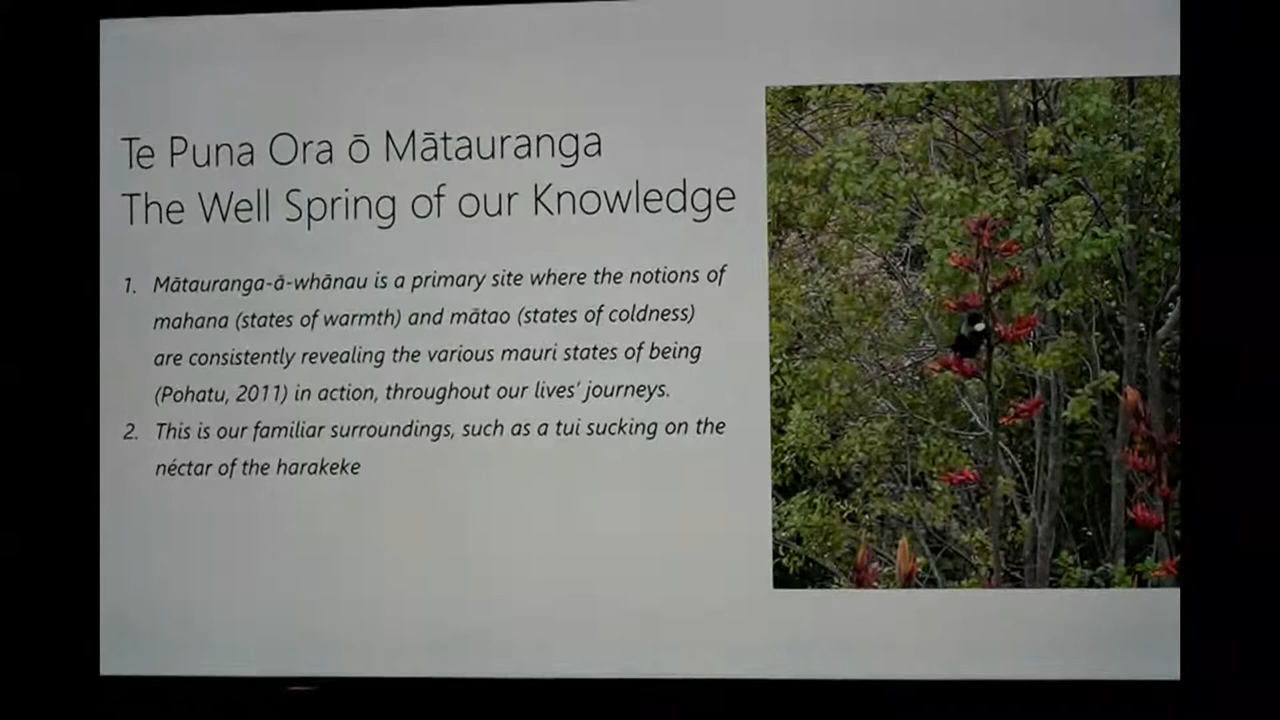 Te Puna Ora ō Mātauranga
The Well Spring of our Knowledge
1. Mātauranga-ā-whānau is a primary site where the notions of
mahana (states of warmth) and mātao (states of coldness)
are consistently revealing the various mauri states of being
(Pohatu, 2011) in action, throughout our lives' journeys.
2. This is our familiar surroundings, such as a tui sucking on the
néctar of the harakeke